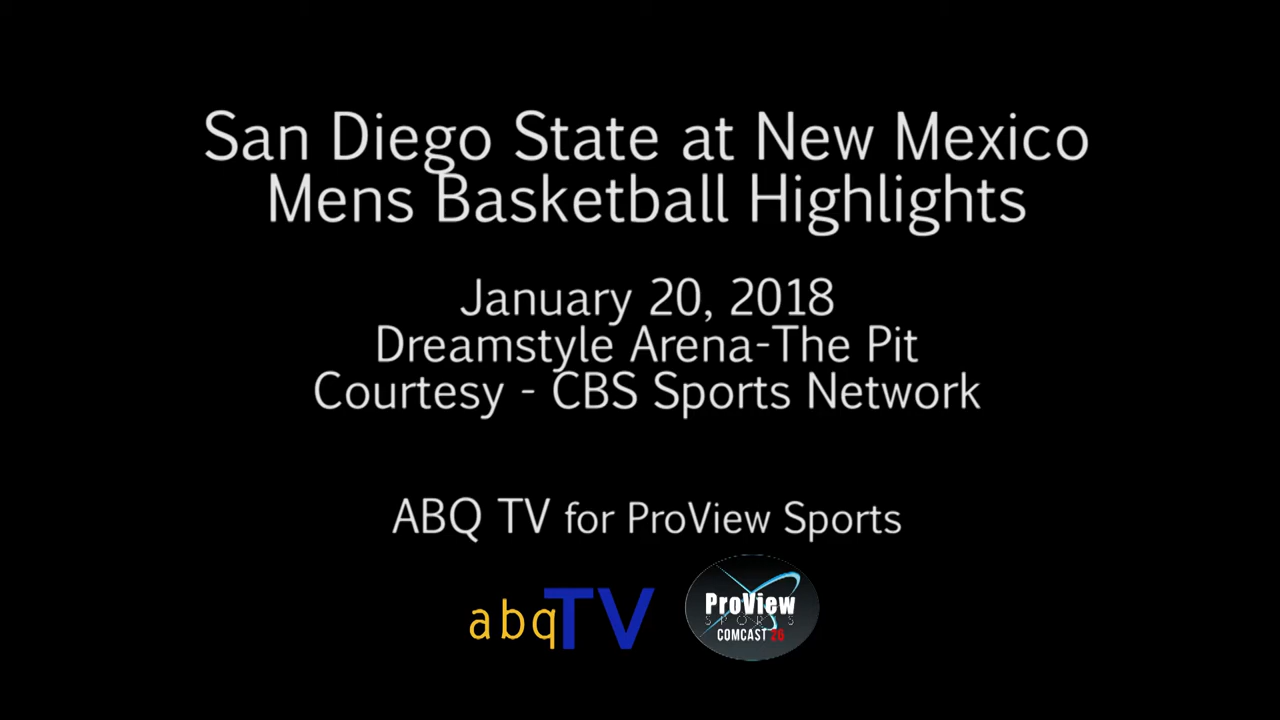 San Diego State at New Mexico
Mens Basketball Highlights
January 20, 2018
Dreamstyle Arena-The Pit
Courtesy - CBS Sports Network
ABQ TV for ProView Sports
abqTV
ProView
SPORTS
COMCAST 26